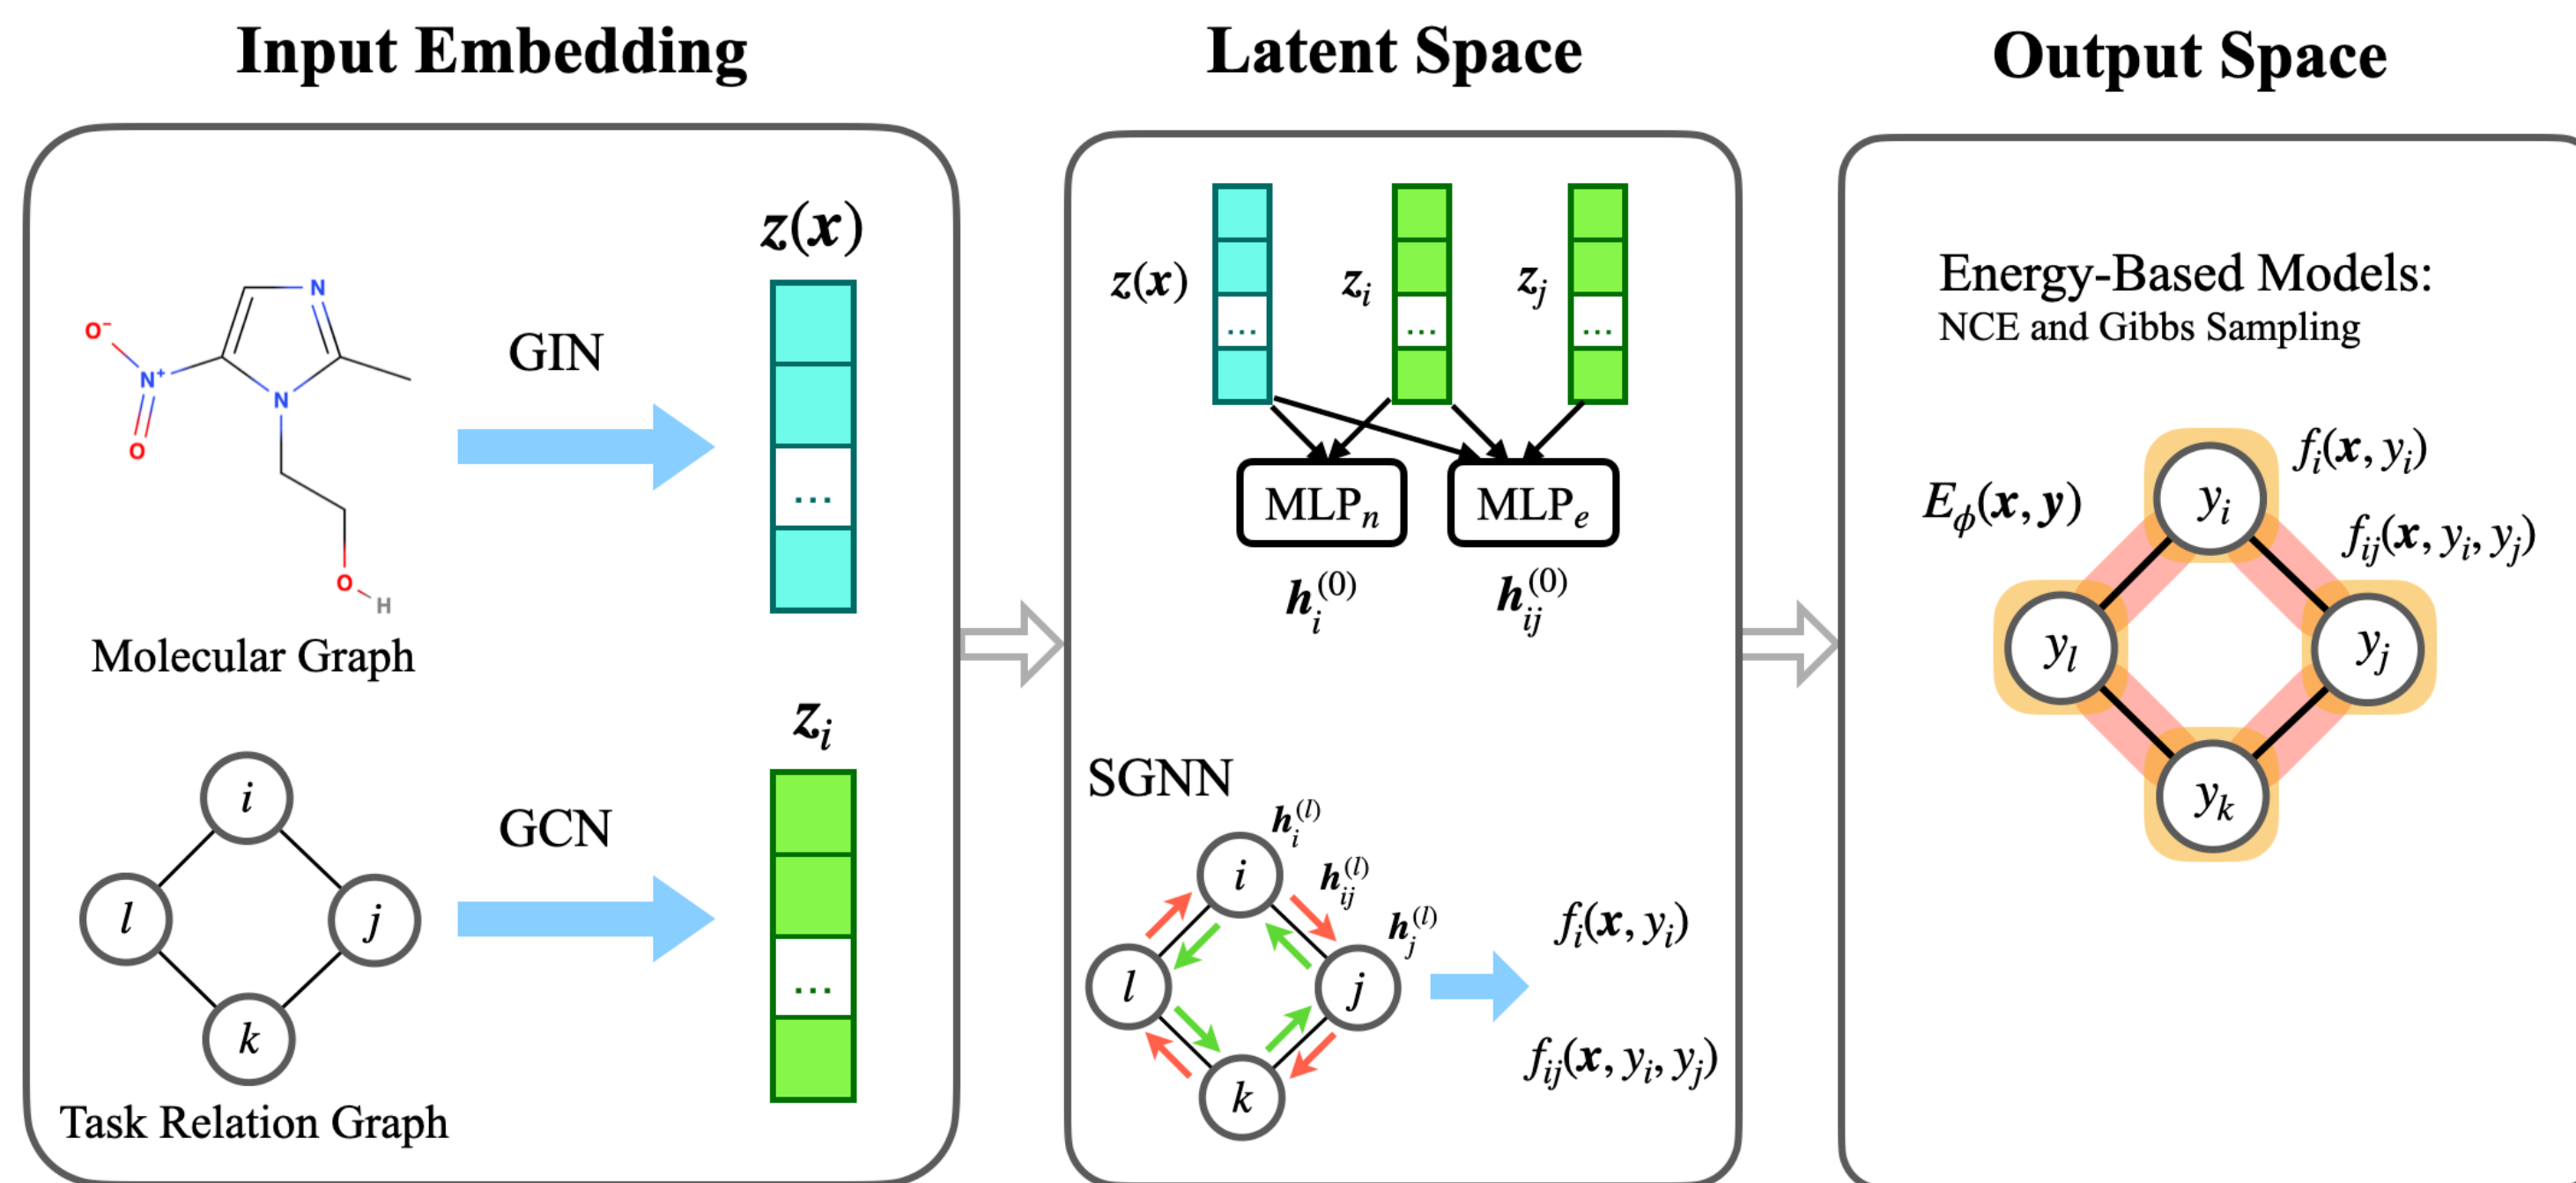 Input Embedding
Latent Space
Output Space
z(x)
N
O⁻
N⁺
N
O
O
H
GIN
...
Molecular Graph
z_i
i
l
j
k
GCN
...
Task Relation Graph
z(x)
z_i
z_j
...
...
...
MLP_n
MLP_e
h_i^(0)
h_ij^(0)
SGNN
h_i^(l)
h_ij^(l)
h_j^(l)
i
l
j
k
f_i(x, y_i)
f_ij(x, y_i, y_j)
Energy-Based Models:
NCE and Gibbs Sampling
E_ϕ(x, y)
f_i(x, y_i)
f_ij(x, y_i, y_j)
y_i
y_l
y_j
y_k